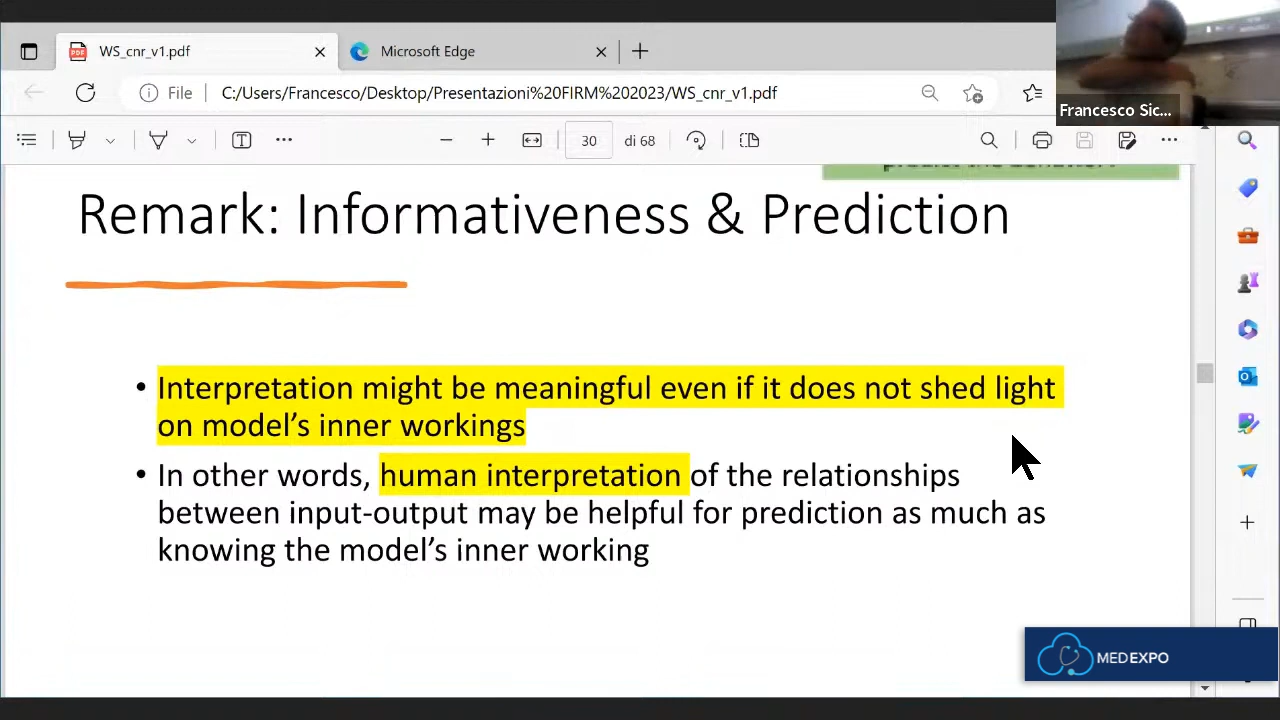 WS_cnr_v1.pdf
Microsoft Edge
File
C:/Users/Francesco/Desktop/Presentazioni%20FIRM%202023/WS_cnr_v1.pdf
Francesco Sic...
30 di 68
Remark: Informativeness & Prediction
• Interpretation might be meaningful even if it does not shed light
on model’s inner workings
• In other words, human interpretation of the relationships
between input-output may be helpful for prediction as much as
knowing the model’s inner working
MEDEXPO